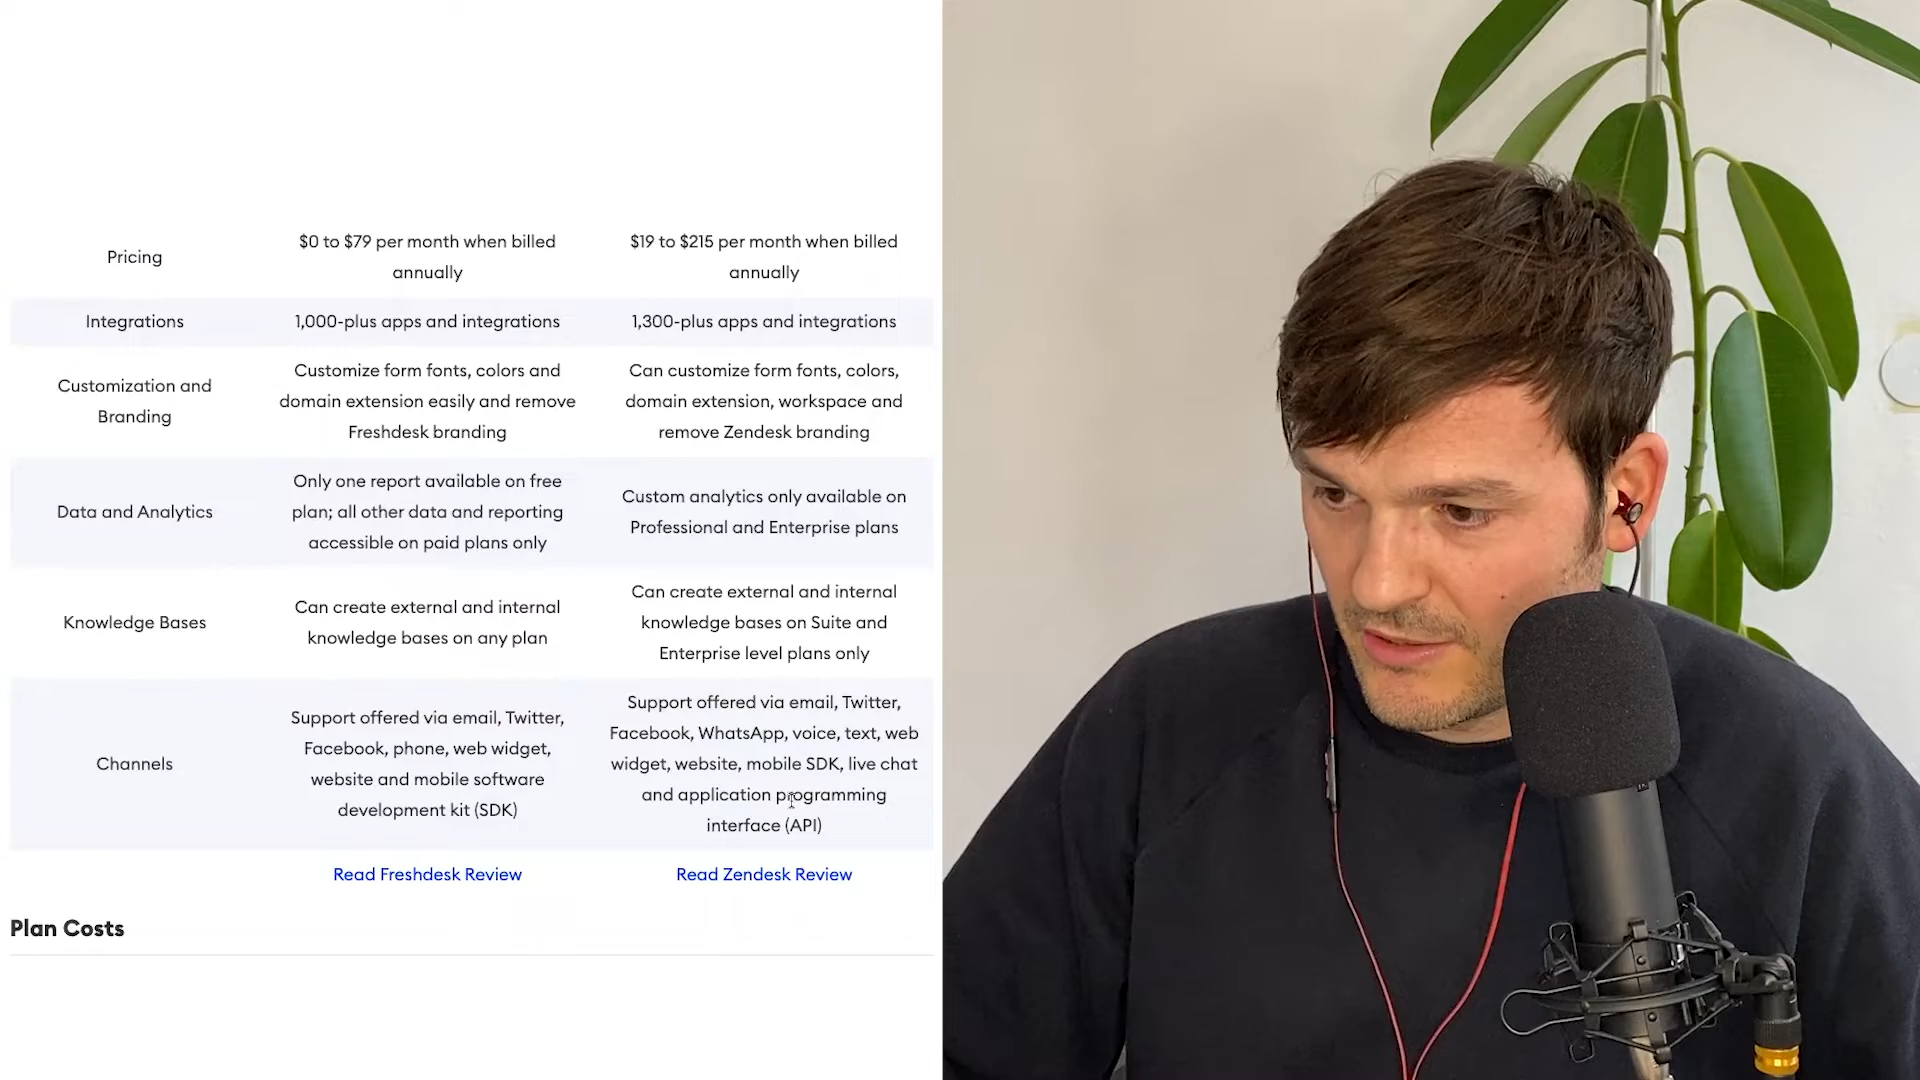 Pricing
$0 to $79 per month when billed
annually
$19 to $215 per month when billed
annually
Integrations
1,000-plus apps and integrations
1,300-plus apps and integrations
Customization and
Branding
Customize form fonts, colors and
domain extension easily and remove
Freshdesk branding
Can customize form fonts, colors,
domain extension, workspace and
remove Zendesk branding
Data and Analytics
Only one report available on free
plan; all other data and reporting
accessible on paid plans only
Custom analytics only available on
Professional and Enterprise plans
Knowledge Bases
Can create external and internal
knowledge bases on any plan
Can create external and internal
knowledge bases on Suite and
Enterprise level plans only
Channels
Support offered via email, Twitter,
Facebook, phone, web widget,
website and mobile software
development kit (SDK)
Support offered via email, Twitter,
Facebook, WhatsApp, voice, text, web
widget, website, mobile SDK, live chat
and application programming
interface (API)
Read Freshdesk Review
Read Zendesk Review
Plan Costs